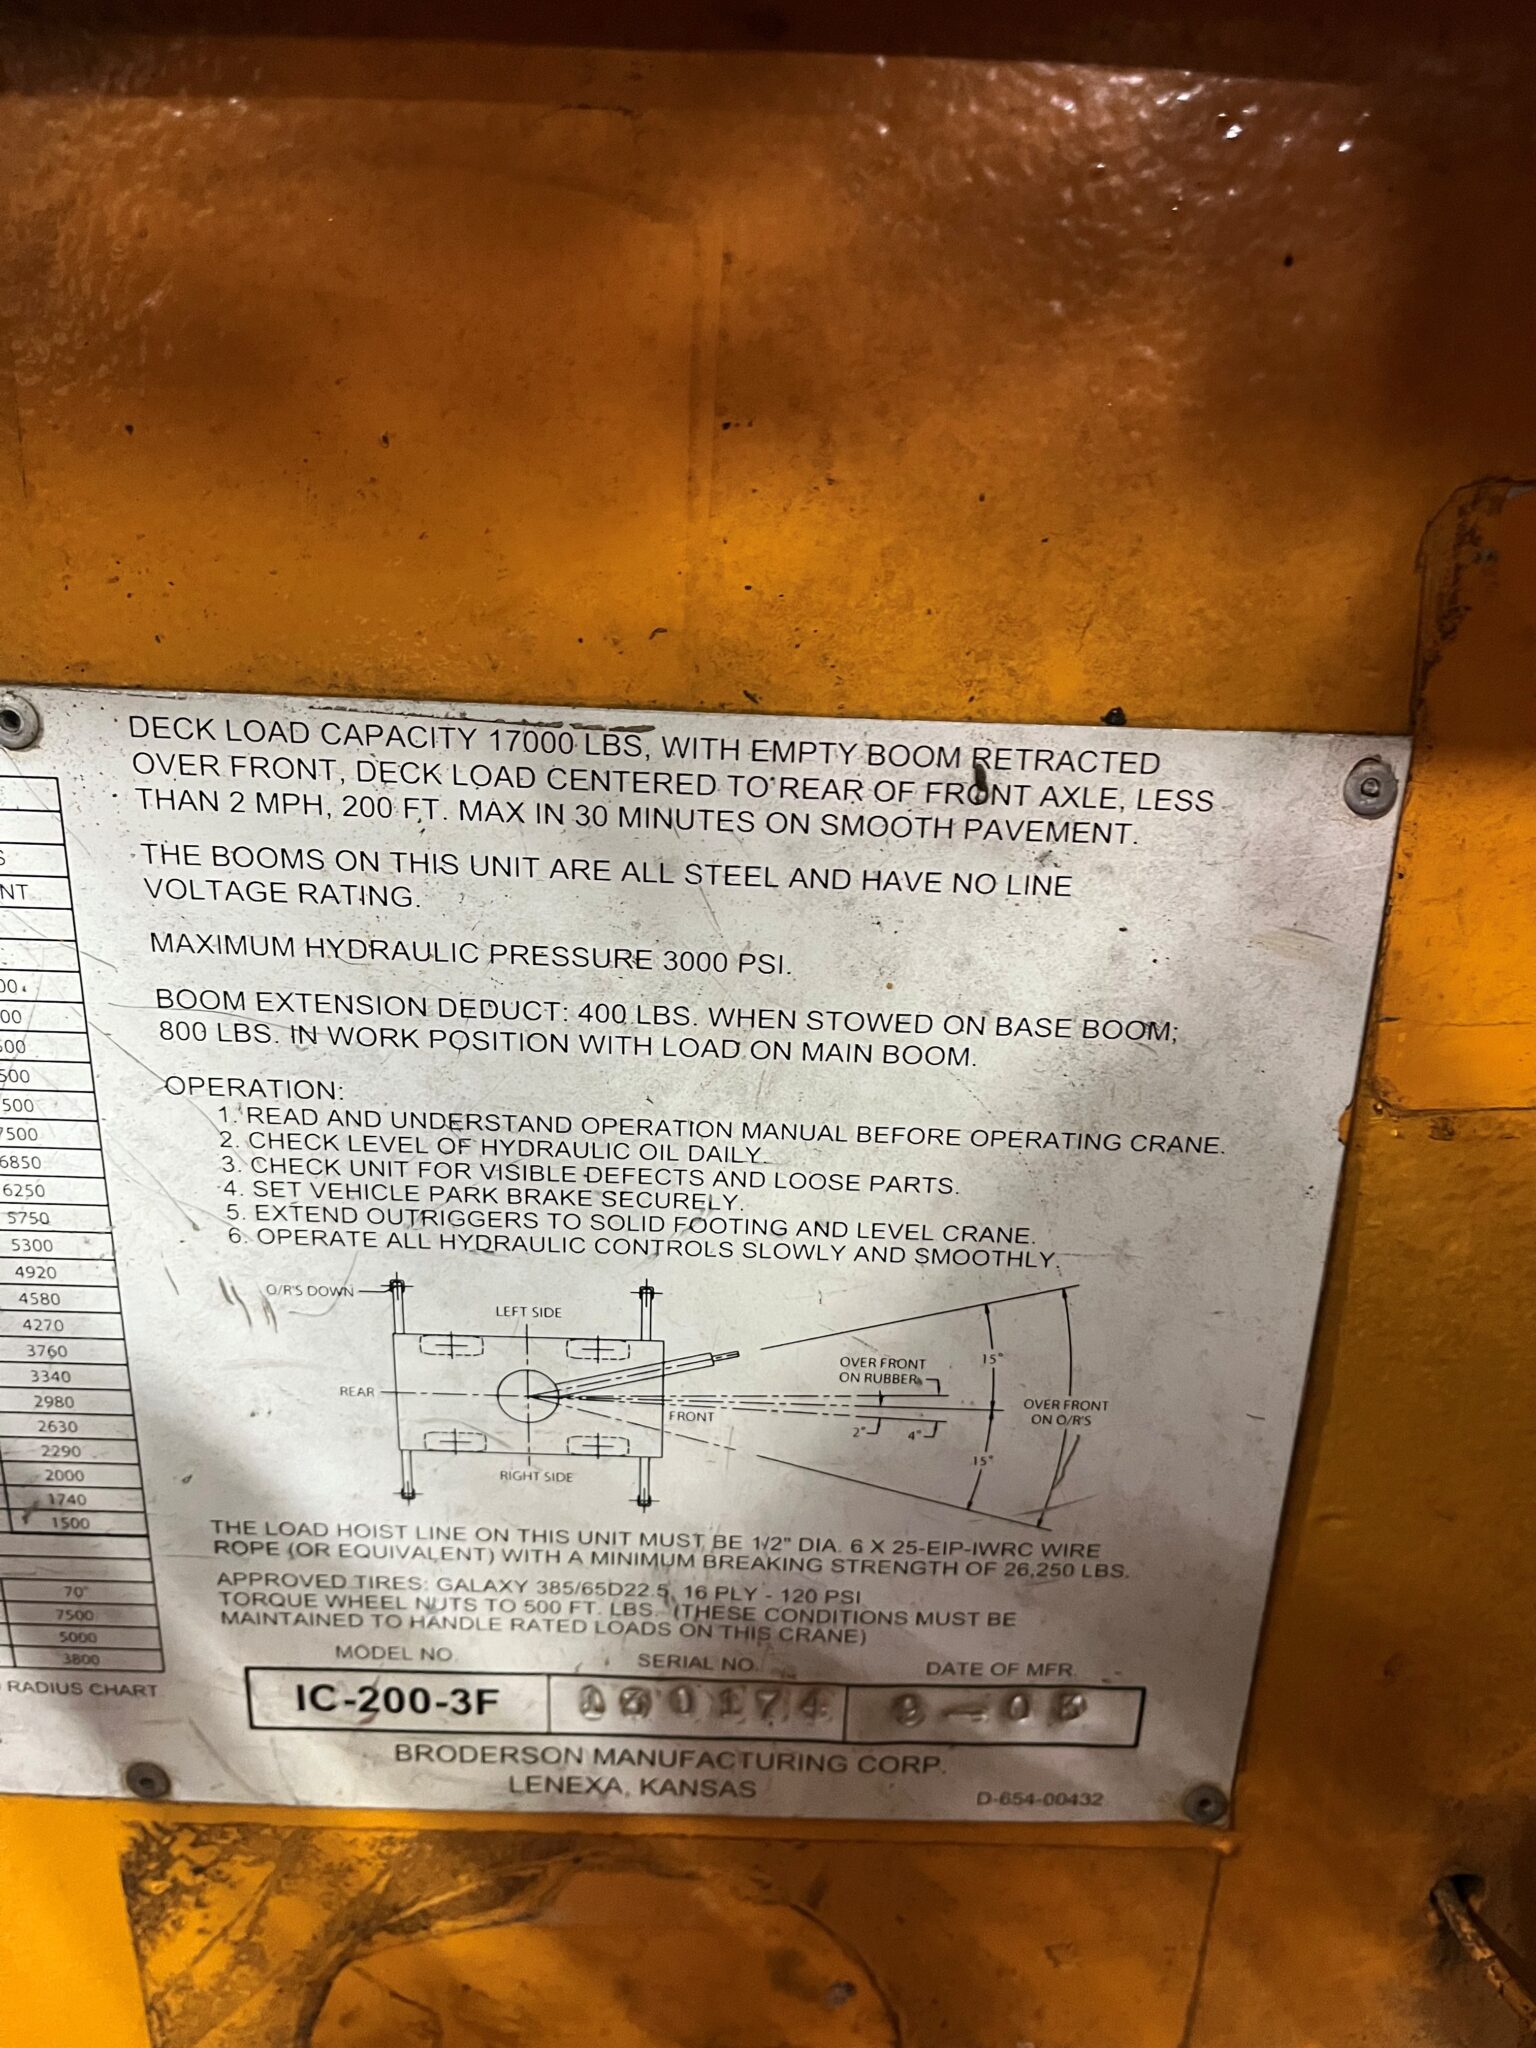 DECK LOAD CAPACITY 17000 LBS, WITH EMPTY BOOM RETRACTED
OVER FRONT, DECK LOAD CENTERED TO REAR OF FRONT AXLE, LESS
THAN 2 MPH, 200 FT. MAX IN 30 MINUTES ON SMOOTH PAVEMENT.
THE BOOMS ON THIS UNIT ARE ALL STEEL AND HAVE NO LINE
VOLTAGE RATING.
MAXIMUM HYDRAULIC PRESSURE 3000 PSI.
BOOM EXTENSION DEDUCT: 400 LBS. WHEN STOWED ON BASE BOOM;
800 LBS. IN WORK POSITION WITH LOAD ON MAIN BOOM.
OPERATION:
1. READ AND UNDERSTAND OPERATION MANUAL BEFORE OPERATING CRANE.
2. CHECK LEVEL OF HYDRAULIC OIL DAILY.
3. CHECK UNIT FOR VISIBLE DEFECTS AND LOOSE PARTS.
4. SET VEHICLE PARK BRAKE SECURELY.
5. EXTEND OUTRIGGERS TO SOLID FOOTING AND LEVEL CRANE.
6. OPERATE ALL HYDRAULIC CONTROLS SLOWLY AND SMOOTHLY.
7500
6850
6250
5750
5300
4920
4580
4270
3760
3340
2980
2630
2290
2000
1740
1500
70°
7500
5000
3800
RADIUS CHART
O/R'S DOWN
LEFT SIDE
REAR
FRONT
RIGHT SIDE
OVER FRONT
ON RUBBER
15°
OVER FRONT
ON O/R'S
2°
4°
15°
THE LOAD HOIST LINE ON THIS UNIT MUST BE 1/2" DIA. 6 X 25-EIP-IWRC WIRE
ROPE (OR EQUIVALENT) WITH A MINIMUM BREAKING STRENGTH OF 26,250 LBS.
APPROVED TIRES: GALAXY 385/65D22.5, 16 PLY - 120 PSI
TORQUE WHEEL NUTS TO 500 FT. LBS. (THESE CONDITIONS MUST BE
MAINTAINED TO HANDLE RATED LOADS ON THIS CRANE)
MODEL NO. SERIAL NO. DATE OF MFR.
IC-200-3F
BRODERSON MANUFACTURING CORP.
LENEXA, KANSAS
D-654-00432